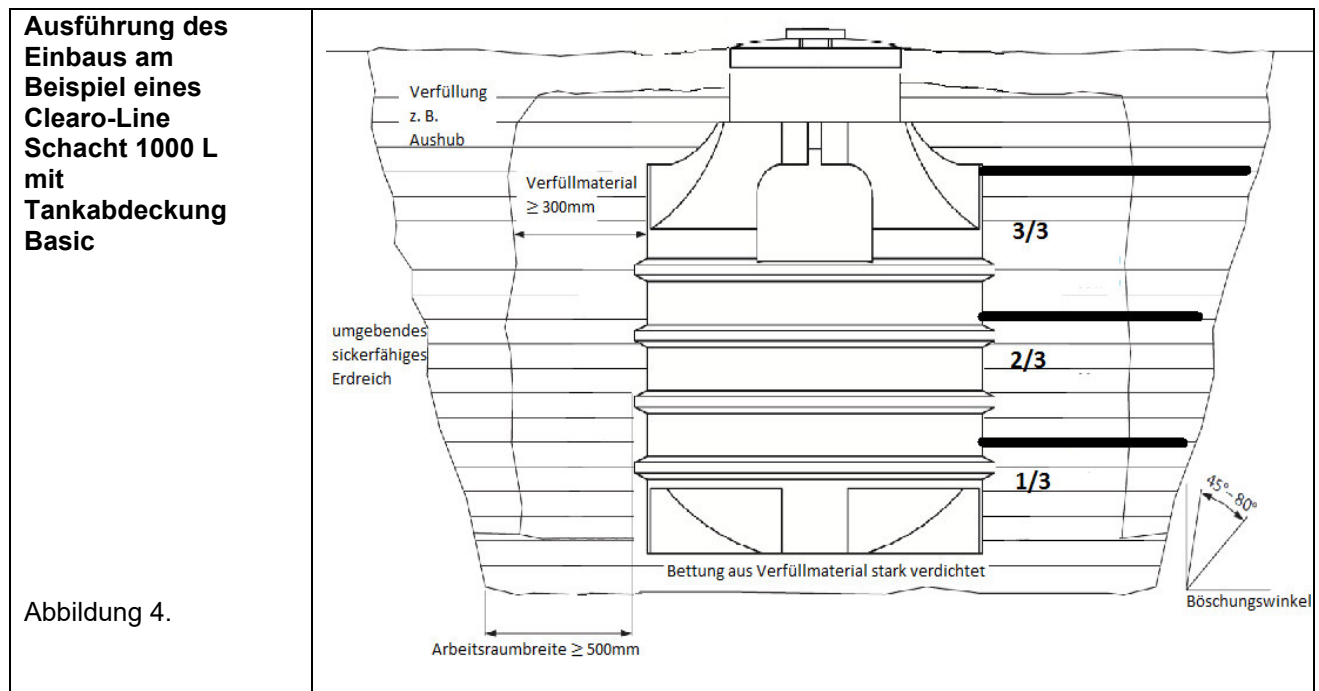 Ausführung des
Einbaus am
Beispiel eines
Clearo-Line
Schacht 1000 L
mit
Tankabdeckung
Basic
Abbildung 4.
Verfüllung
z. B.
Aushub
Verfüllmaterial
≥ 300mm
3/3
umgebendes
sickerfähiges
Erdreich
2/3
1/3
45°-80°
Bettung aus Verfüllmaterial stark verdichtet
Böschungswinkel
Arbeitsraumbreite ≥ 500mm